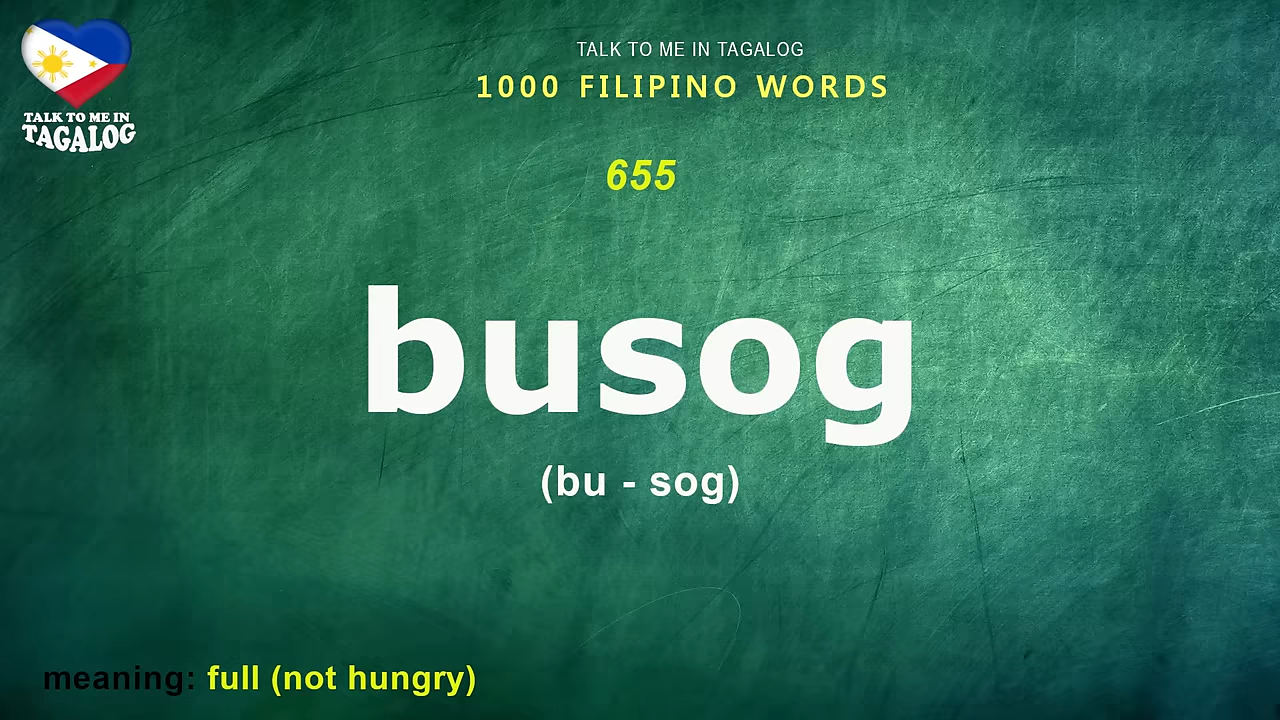 TALK TO ME IN
TAGALOG
TALK TO ME IN TAGALOG
1000 FILIPINO WORDS
655
busog
(bu - sog)
meaning: full (not hungry)